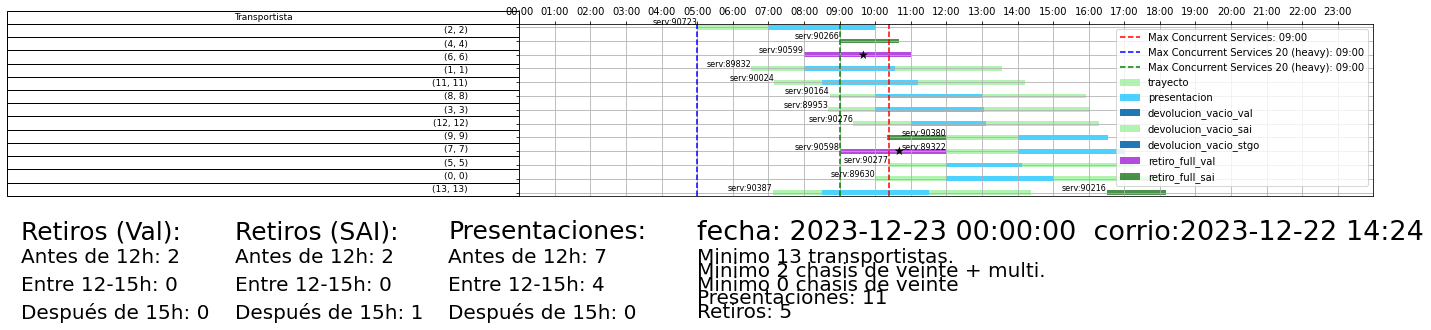 Transportista
00:00 01:00 02:00 03:00 04:00 05:00 06:00 07:00 08:00 09:00 10:00 11:00 12:00 13:00 14:00 15:00 16:00 17:00 18:00 19:00 20:00 21:00 22:00 23:00
(2, 2)
(4, 4)
(6, 6)
(1, 1)
(11, 11)
(8, 8)
(3, 3)
(12, 12)
(9, 9)
(7, 7)
(5, 5)
(0, 0)
(13, 13)
serv:90723
serv:90266
serv:90599
serv:89832
serv:90024
serv:90164
serv:89953
serv:90276
serv:90380
serv:90598 serv:89322
serv:90277
serv:89630
serv:90387 serv:90216
Max Concurrent Services: 09:00
Max Concurrent Services 20 (heavy): 09:00
Max Concurrent Services 20 (heavy): 09:00
trayecto
presentacion
devolucion_vacio_val
devolucion_vacio_sai
devolucion_vacio_stgo
retiro_full_val
retiro_full_sai
Retiros (Val):
Antes de 12h: 2
Entre 12-15h: 0
Después de 15h: 0
Retiros (SAI):
Antes de 12h: 2
Entre 12-15h: 0
Después de 15h: 1
Presentaciones:
Antes de 12h: 7
Entre 12-15h: 4
Después de 15h: 0
fecha: 2023-12-23 00:00:00 corrio:2023-12-22 14:24
Minimo 13 transportistas.
Minimo 2 chasis de veinte + multi.
Minimo 0 chasis de veinte
Presentaciones: 11
Retiros: 5